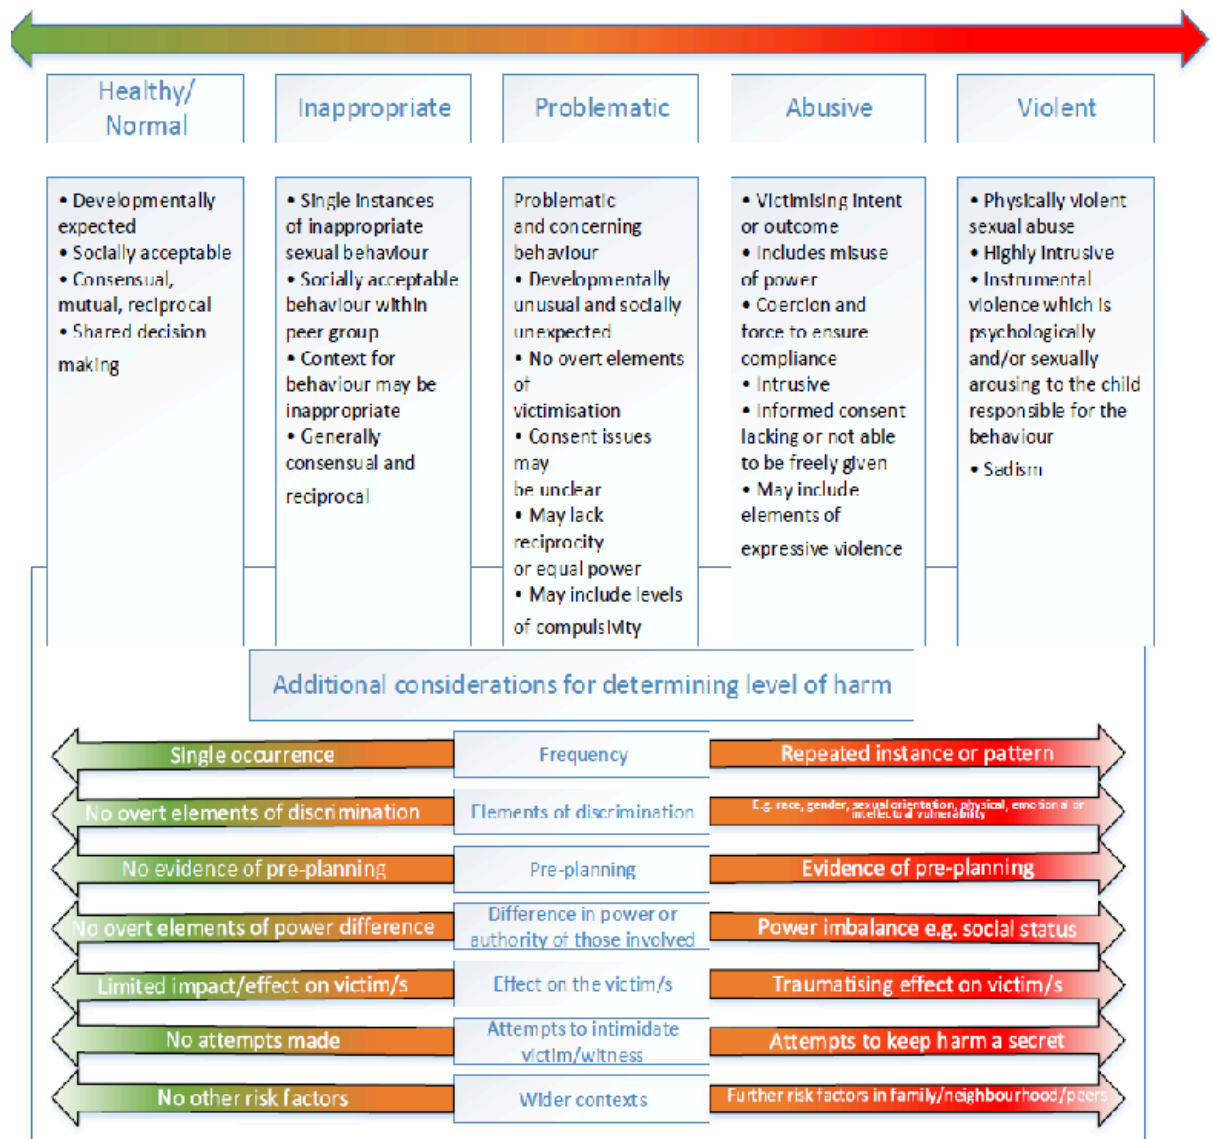 Healthy/
Normal
Inappropriate
Problematic
Abusive
Violent
• Developmentally
expected
• Socially acceptable
• Consensual,
mutual, reciprocal
• Shared decision
making
• Single instances
of inappropriate
sexual behaviour
• Socially acceptable
behaviour within
peer group
• Context for
behaviour may be
inappropriate
• Generally
consensual and
reciprocal
Problematic
and concerning
behaviour
• Developmentally
unusual and socially
unexpected
• No overt elements
of
victimisation
• Consent issues
may
be unclear
• May lack
reciprocity
or equal power
• May include levels
of compulsivity
• Victimising intent
or outcome
• Includes misuse
of power
• Coercion and
force to ensure
compliance
• Intrusive
• Informed consent
lacking or not able
to be freely given
• May include
elements of
expressive violence
• Physically violent
sexual abuse
• Highly Intrusive
• Instrumental
violence which is
psychologically
and/or sexually
arousing to the child
responsible for the
behaviour
• Sadism
Additional considerations for determining level of harm
Single occurrence
Frequency
Repeated instance or pattern
No overt elements of discrimination
Elements of discrimination
E.g. race, gender, sexual orientation, physical, emotional or
intellectual vulnerability
No evidence of pre-planning
Pre-planning
Evidence of pre-planning
No overt elements of power difference
Difference in power or
authority of those involved
Power imbalance e.g. social status
Limited impact/effect on victim/s
Effect on the victim/s
Traumatising effect on victim/s
No attempts made
Attempts to intimidate
victim/witness
Attempts to keep harm a secret
No other risk factors
Wider contexts
Further risk factors in family/neighbourhood/peers